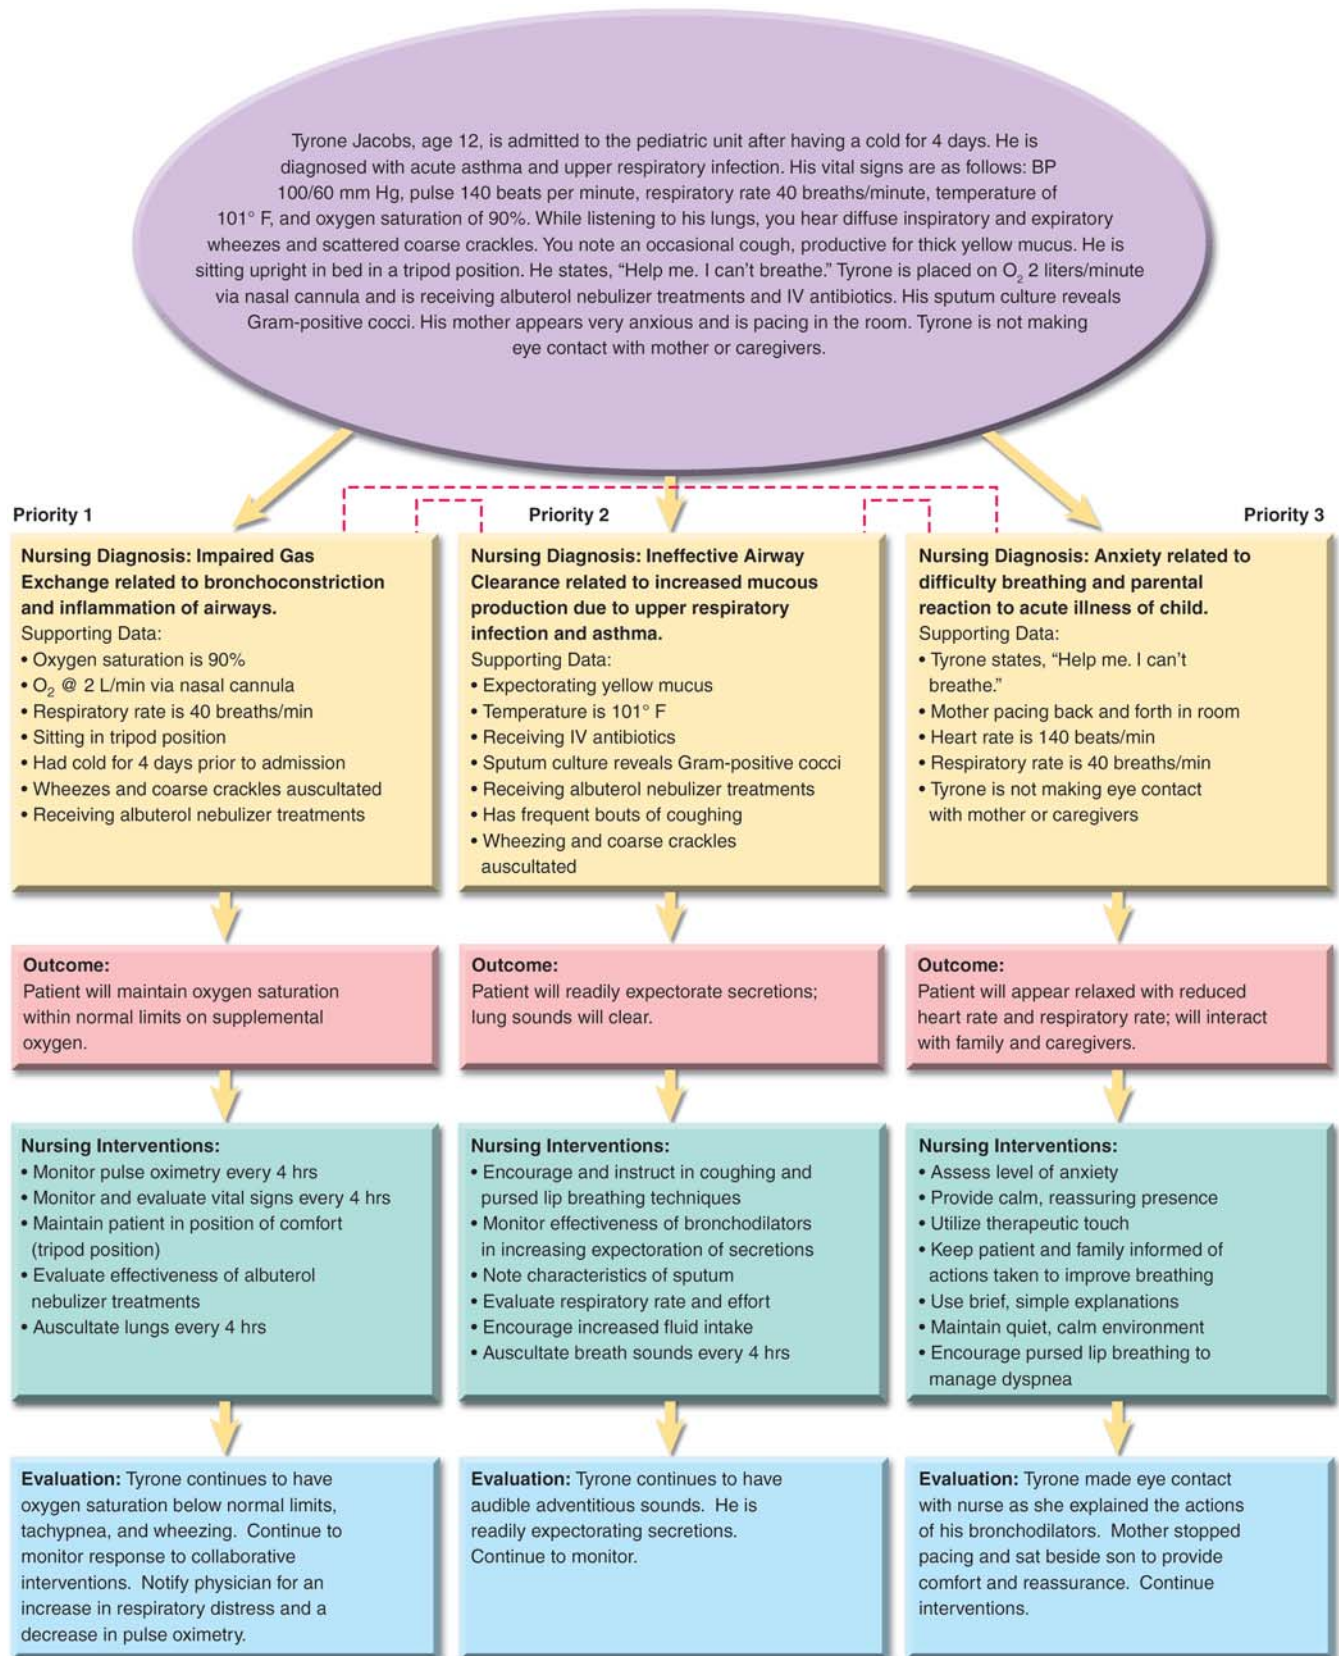 Tyrone Jacobs, age 12, is admitted to the pediatric unit after having a cold for 4 days. He is
diagnosed with acute asthma and upper respiratory infection. His vital signs are as follows: BP
100/60 mm Hg, pulse 140 beats per minute, respiratory rate 40 breaths/minute, temperature of
101° F, and oxygen saturation of 90%. While listening to his lungs, you hear diffuse inspiratory and expiratory
wheezes and scattered coarse crackles. You note an occasional cough, productive for thick yellow mucus. He is
sitting upright in bed in a tripod position. He states, “Help me. I can’t breathe.” Tyrone is placed on O₂ 2 liters/minute
via nasal cannula and is receiving albuterol nebulizer treatments and IV antibiotics. His sputum culture reveals
Gram-positive cocci. His mother appears very anxious and is pacing in the room. Tyrone is not making
eye contact with mother or caregivers.
Priority 1
Nursing Diagnosis: Impaired Gas
Exchange related to bronchoconstriction
and inflammation of airways.
Supporting Data:
• Oxygen saturation is 90%
• O₂ @ 2 L/min via nasal cannula
• Respiratory rate is 40 breaths/min
• Sitting in tripod position
• Had cold for 4 days prior to admission
• Wheezes and coarse crackles auscultated
• Receiving albuterol nebulizer treatments
Outcome:
Patient will maintain oxygen saturation
within normal limits on supplemental
oxygen.
Nursing Interventions:
• Monitor pulse oximetry every 4 hrs
• Monitor and evaluate vital signs every 4 hrs
• Maintain patient in position of comfort
(tripod position)
• Evaluate effectiveness of albuterol
nebulizer treatments
• Auscultate lungs every 4 hrs
Evaluation: Tyrone continues to have
oxygen saturation below normal limits,
tachypnea, and wheezing. Continue to
monitor response to collaborative
interventions. Notify physician for an
increase in respiratory distress and a
decrease in pulse oximetry.
Priority 2
Nursing Diagnosis: Ineffective Airway
Clearance related to increased mucous
production due to upper respiratory
infection and asthma.
Supporting Data:
• Expectorating yellow mucus
• Temperature is 101° F
• Receiving IV antibiotics
• Sputum culture reveals Gram-positive cocci
• Receiving albuterol nebulizer treatments
• Has frequent bouts of coughing
• Wheezing and coarse crackles
auscultated
Outcome:
Patient will readily expectorate secretions;
lung sounds will clear.
Nursing Interventions:
• Encourage and instruct in coughing and
pursed lip breathing techniques
• Monitor effectiveness of bronchodilators
in increasing expectoration of secretions
• Note characteristics of sputum
• Evaluate respiratory rate and effort
• Encourage increased fluid intake
• Auscultate breath sounds every 4 hrs
Evaluation: Tyrone continues to have
audible adventitious sounds. He is
readily expectorating secretions.
Continue to monitor.
Priority 3
Nursing Diagnosis: Anxiety related to
difficulty breathing and parental
reaction to acute illness of child.
Supporting Data:
• Tyrone states, “Help me. I can’t
breathe.”
• Mother pacing back and forth in room
• Heart rate is 140 beats/min
• Respiratory rate is 40 breaths/min
• Tyrone is not making eye contact
with mother or caregivers
Outcome:
Patient will appear relaxed with reduced
heart rate and respiratory rate; will interact
with family and caregivers.
Nursing Interventions:
• Assess level of anxiety
• Provide calm, reassuring presence
• Utilize therapeutic touch
• Keep patient and family informed of
actions taken to improve breathing
• Use brief, simple explanations
• Maintain quiet, calm environment
• Encourage pursed lip breathing to
manage dyspnea
Evaluation: Tyrone made eye contact
with nurse as she explained the actions
of his bronchodilators. Mother stopped
pacing and sat beside son to provide
comfort and reassurance. Continue
interventions.